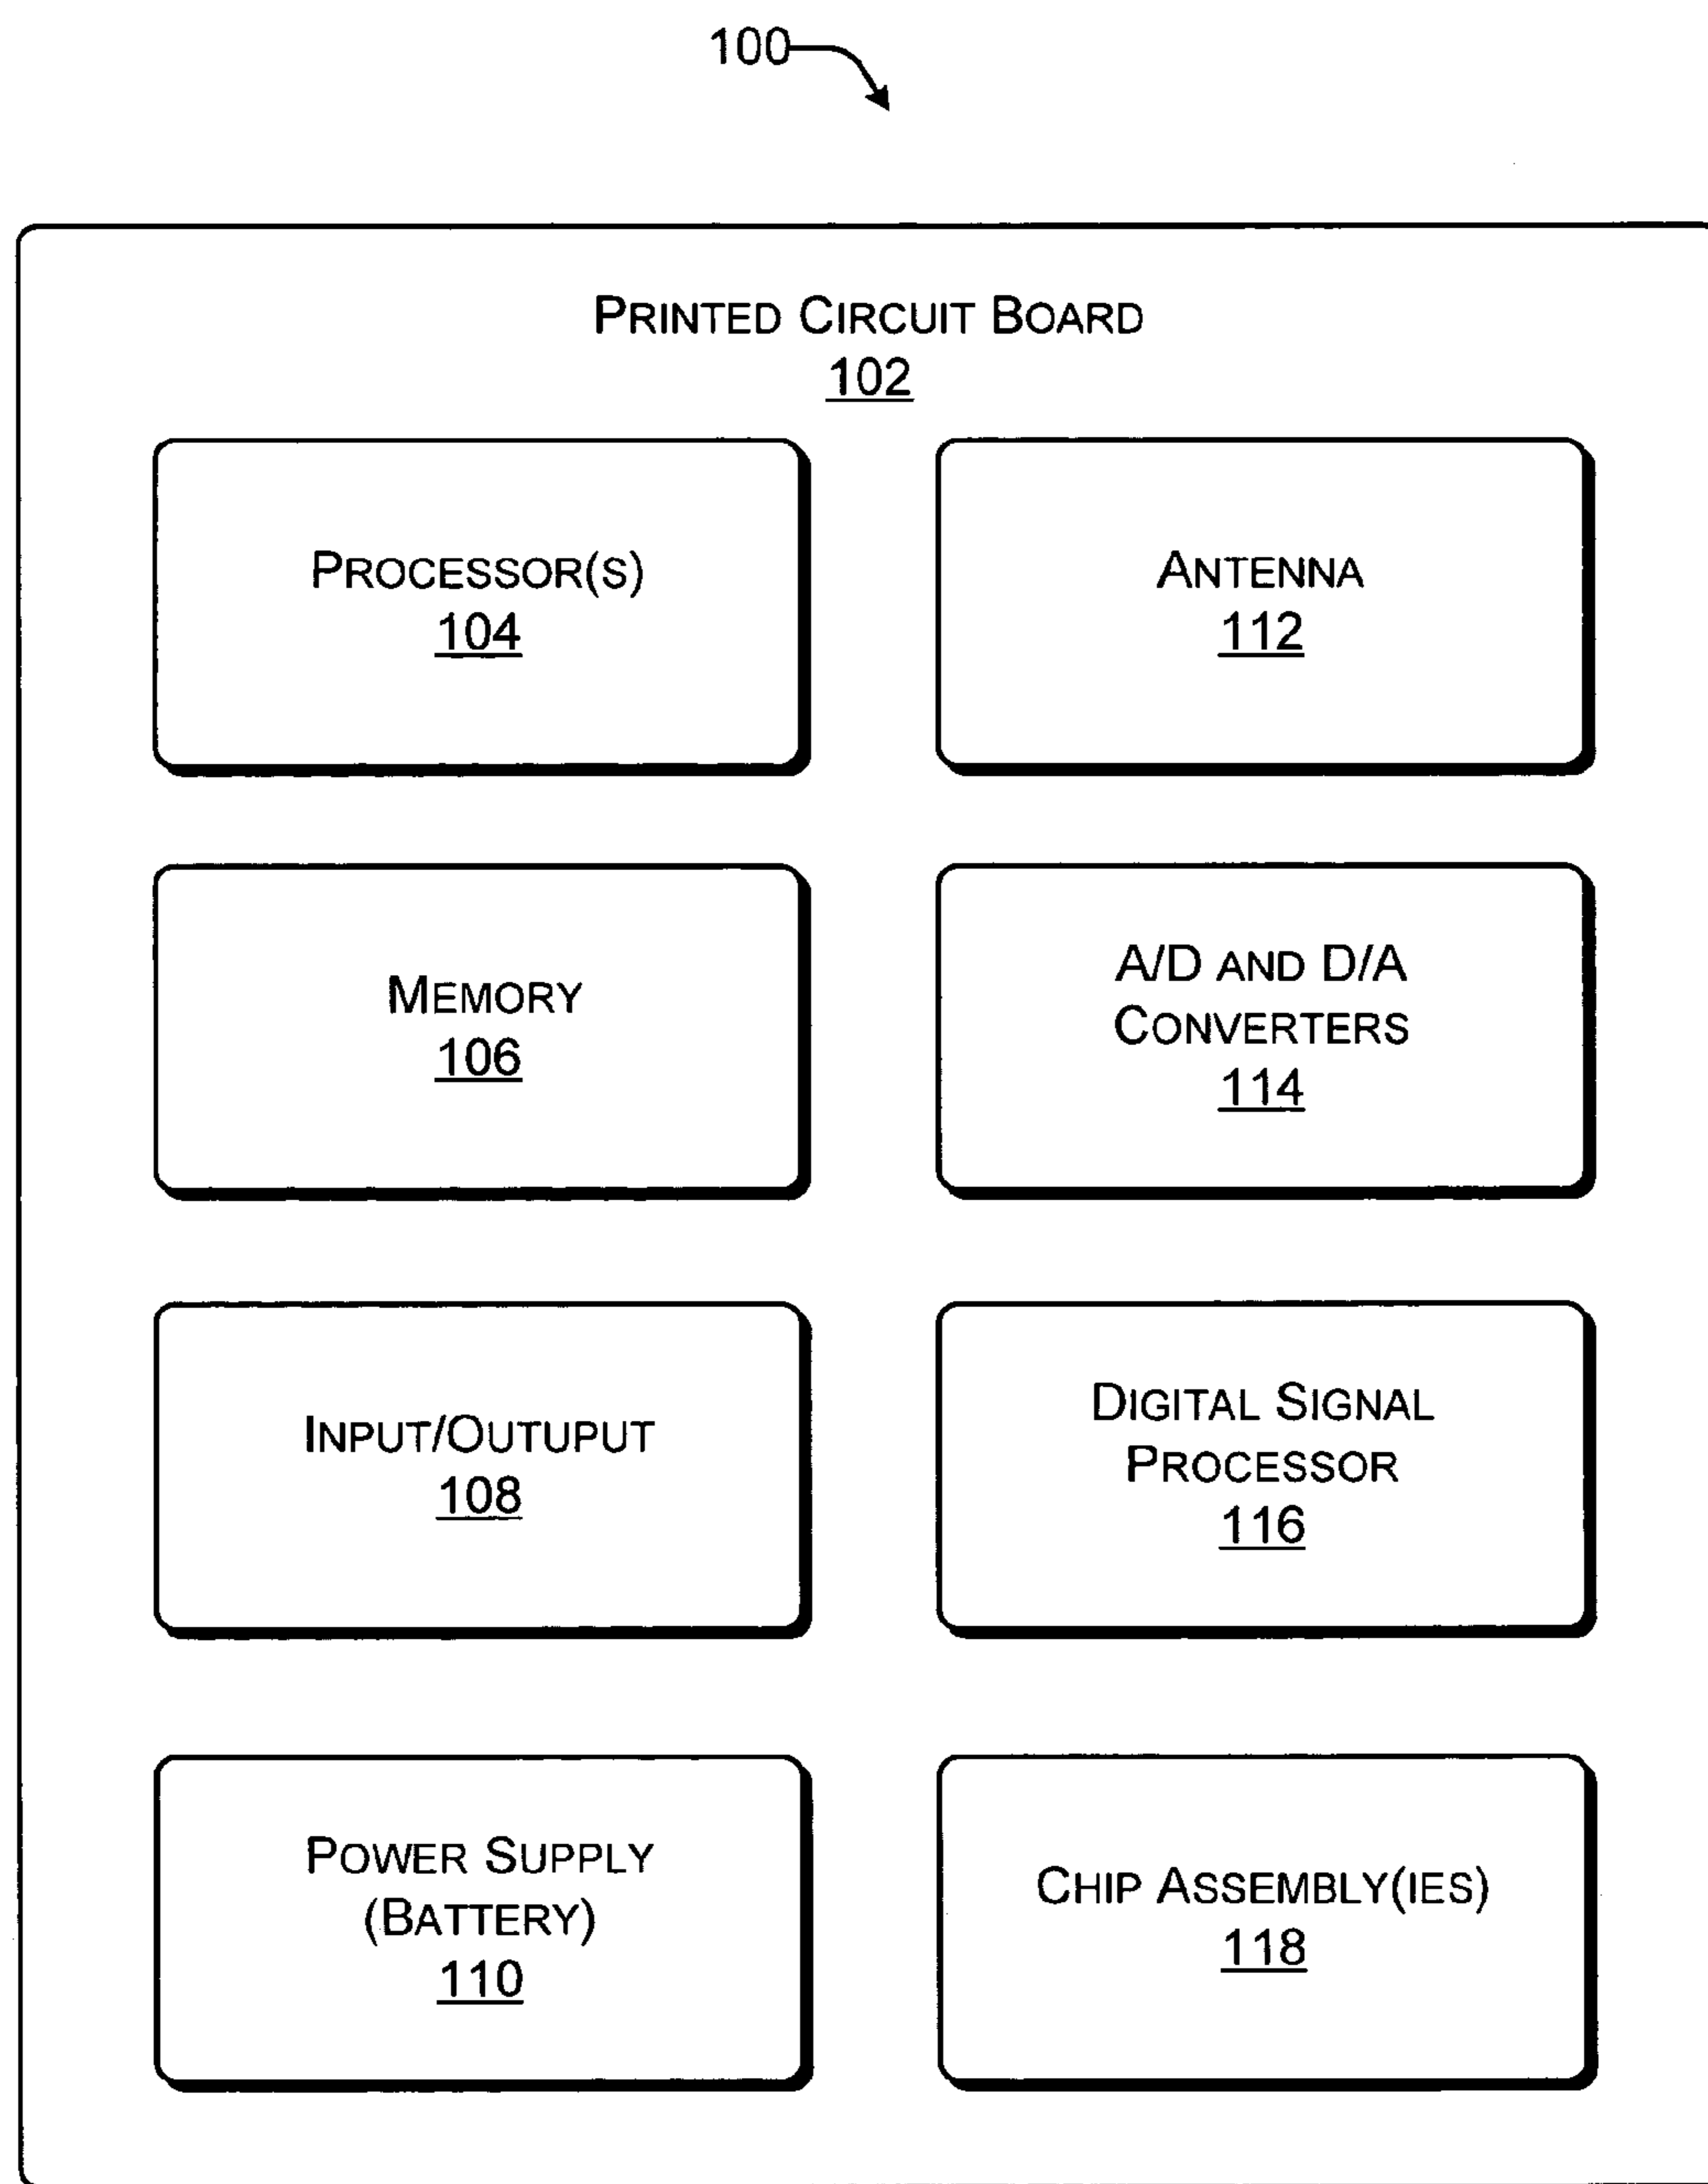 100
PRINTED CIRCUIT BOARD
102
PROCESSOR(S)
104
ANTENNA
112
MEMORY
106
A/D AND D/A
CONVERTERS
114
INPUT/OUTUPUT
108
DIGITAL SIGNAL
PROCESSOR
116
POWER SUPPLY
(BATTERY)
110
CHIP ASSEMBLY(IES)
118